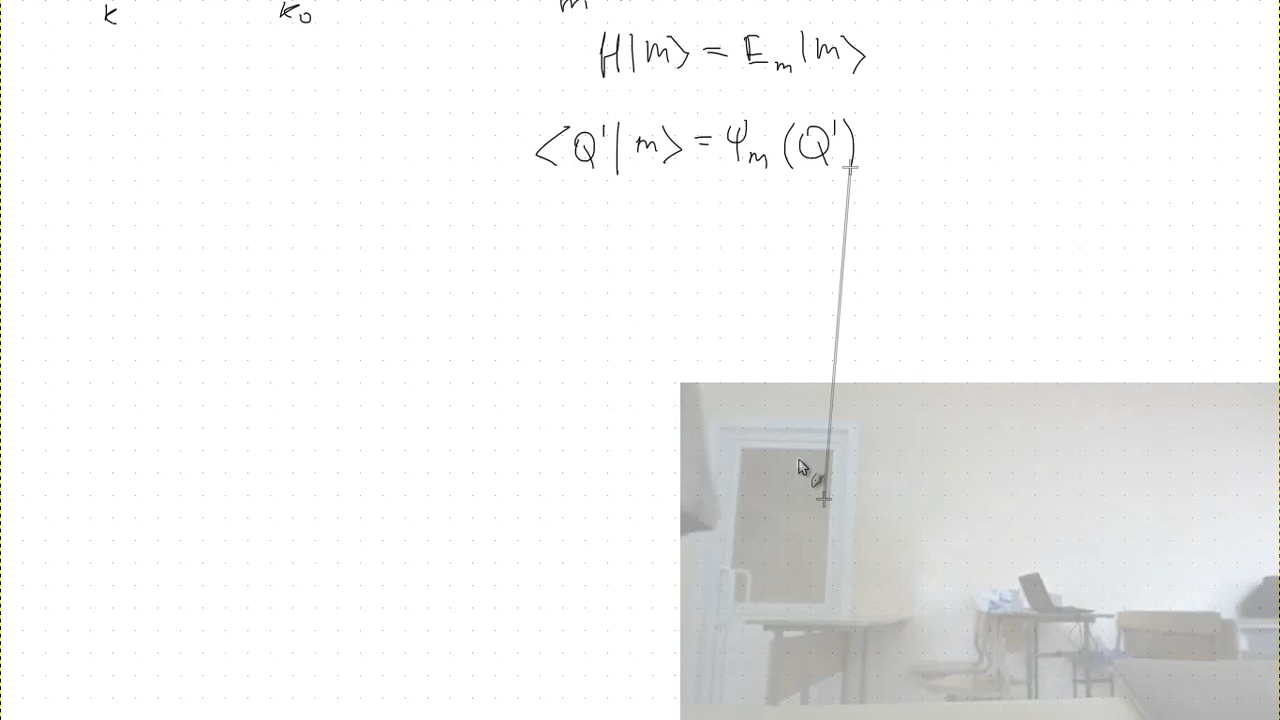 k k₀ m
H|m⟩ = E_m |m⟩
⟨Q'|m⟩ = Ψ_m (Q')